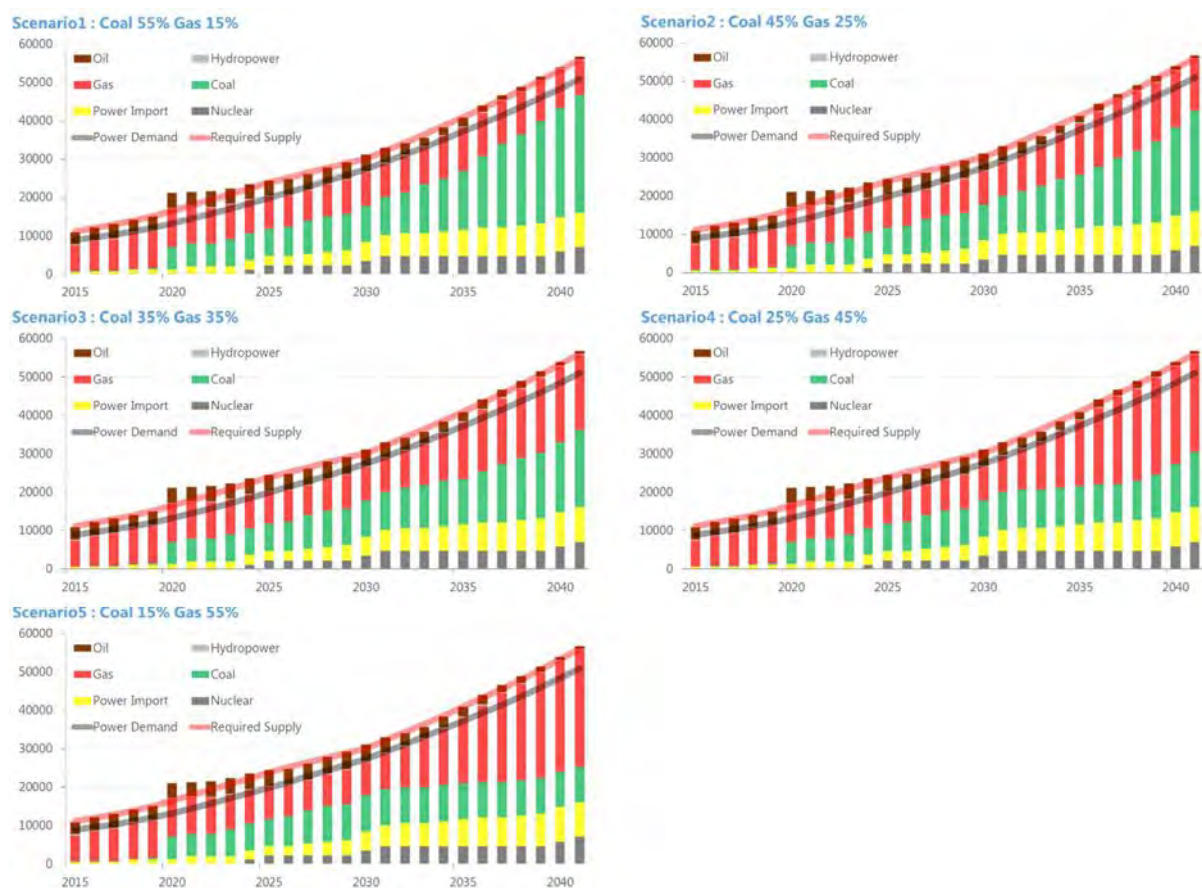 Scenario1 : Coal 55% Gas 15%
60000
50000
40000
30000
20000
10000
0
Oil Hydropower
Gas Coal
Power Import Nuclear
Power Demand Required Supply
2015 2020 2025 2030 2035 2040
Scenario2 : Coal 45% Gas 25%
60000
50000
40000
30000
20000
10000
0
Oil Hydropower
Gas Coal
Power Import Nuclear
Power Demand Required Supply
2015 2020 2025 2030 2035 2040
Scenario3 : Coal 35% Gas 35%
60000
50000
40000
30000
20000
10000
0
Oil Hydropower
Gas Coal
Power Import Nuclear
Power Demand Required Supply
2015 2020 2025 2030 2035 2040
Scenario4 : Coal 25% Gas 45%
60000
50000
40000
30000
20000
10000
0
Oil Hydropower
Gas Coal
Power Import Nuclear
Power Demand Required Supply
2015 2020 2025 2030 2035 2040
Scenario5 : Coal 15% Gas 55%
60000
50000
40000
30000
20000
10000
0
Oil Hydropower
Gas Coal
Power Import Nuclear
Power Demand Required Supply
2015 2020 2025 2030 2035 2040